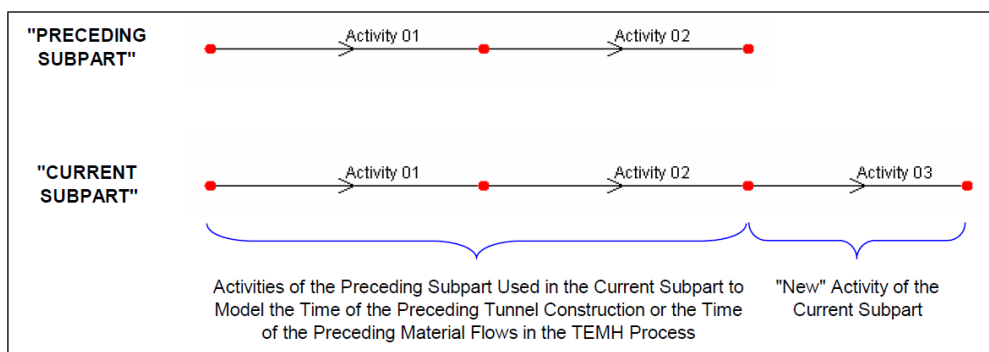 "PRECEDING
SUBPART"
Activity 01
Activity 02
"CURRENT
SUBPART"
Activity 01
Activity 02
Activity 03
Activities of the Preceding Subpart Used in the Current Subpart to
Model the Time of the Preceding Tunnel Construction or the Time
of the Preceding Material Flows in the TEMH Process
"New" Activity of the
Current Subpart